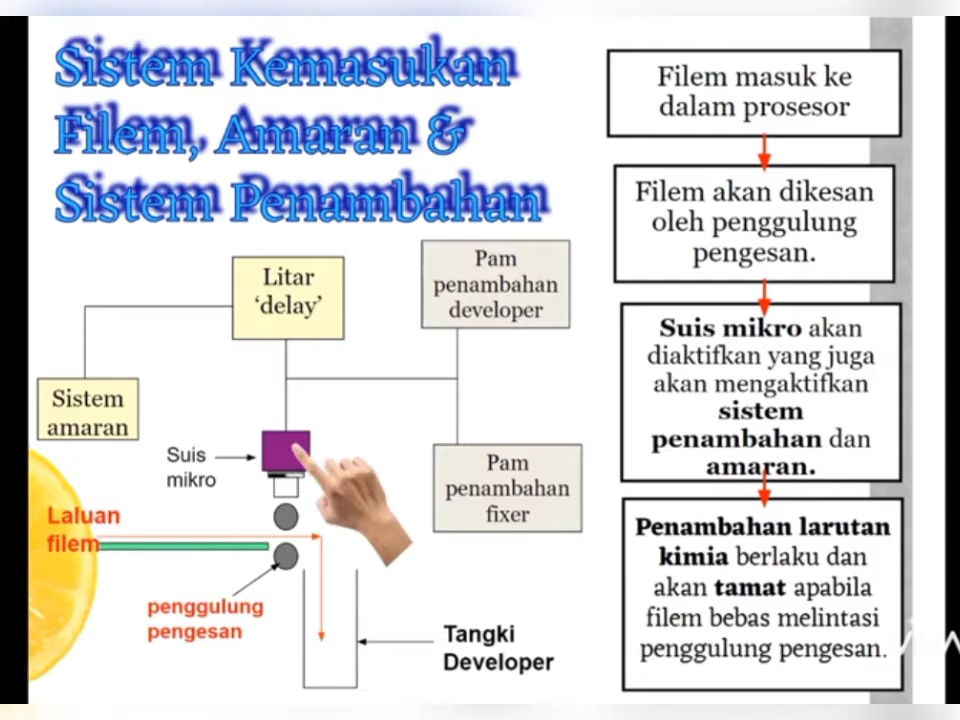 Sistem Kemasukan
Filem, Amaran &
Sistem Penambahan
Litar
‘delay’
Pam
penambahan
developer
Sistem
amaran
Suis
mikro
Pam
penambahan
fixer
Laluan
filem
penggulung
pengesan
Tangki
Developer
Filem masuk ke
dalam prosesor
Filem akan dikesan
oleh penggulung
pengesan.
Suis mikro akan
diaktifkan yang juga
akan mengaktifkan
sistem
penambahan dan
amaran.
Penambahan larutan
kimia berlaku dan
akan tamat apabila
filem bebas melintasi
penggulung pengesan.